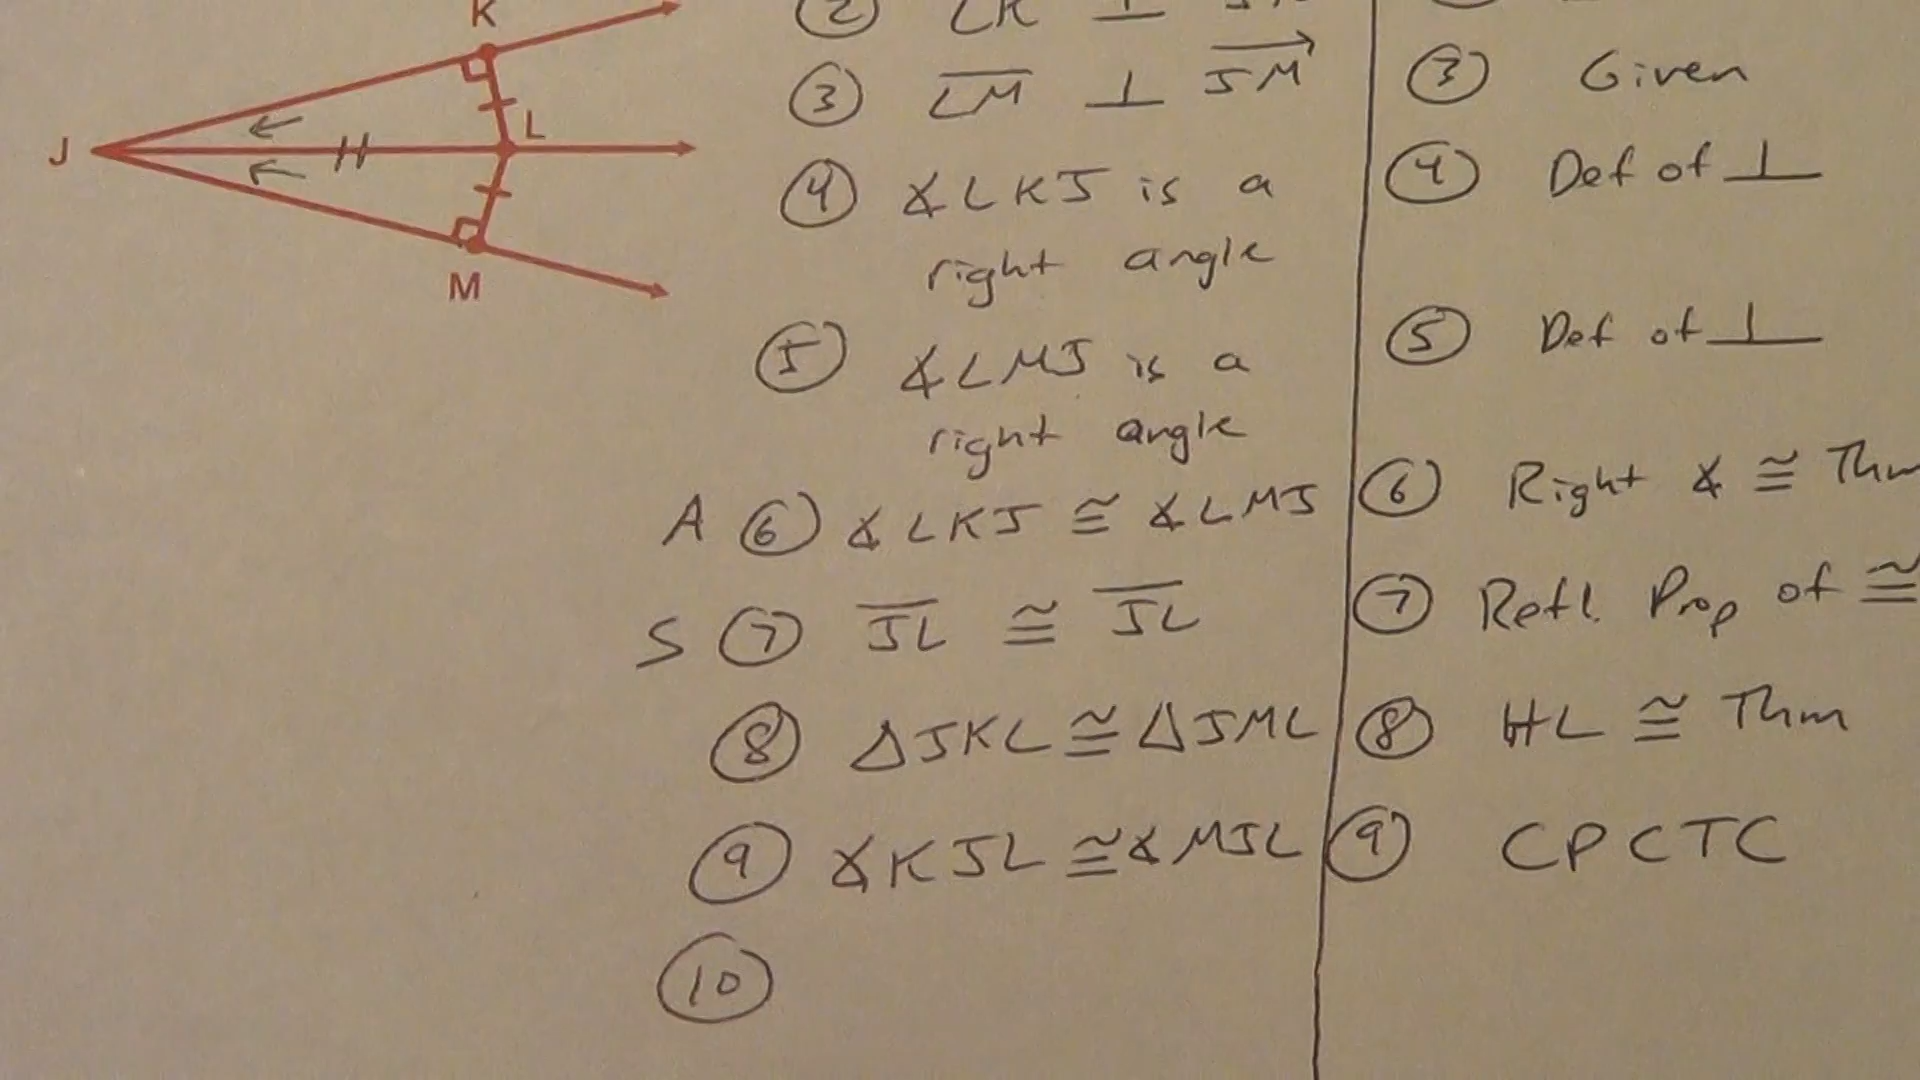 K
J
L
M
② LK ⊥
③ LM ⊥ JM ③ Given
④ ∡LKJ is a ④ Def of ⊥
right angle
⑤ ∡LMJ is a ⑤ Def of ⊥
right angle
A ⑥ ∡LKJ ≅ ∡LMJ ⑥ Right ∡ ≅ Thm
S ⑦ JL ≅ JL ⑦ Refl. Prop of ≅
⑧ △JKL ≅ △JML ⑧ HL ≅ Thm
⑨ ∡KJL ≅ ∡MJL ⑨ CPCTC
⑩